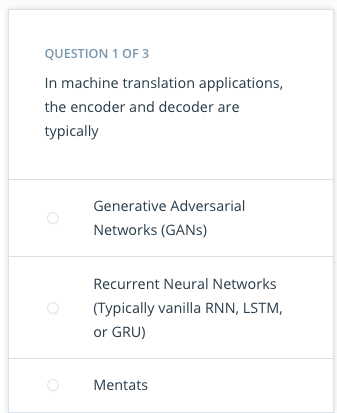 QUESTION 1 OF 3
In machine translation applications,
the encoder and decoder are
typically
Generative Adversarial
Networks (GANs)
Recurrent Neural Networks
(Typically vanilla RNN, LSTM,
or GRU)
Mentats